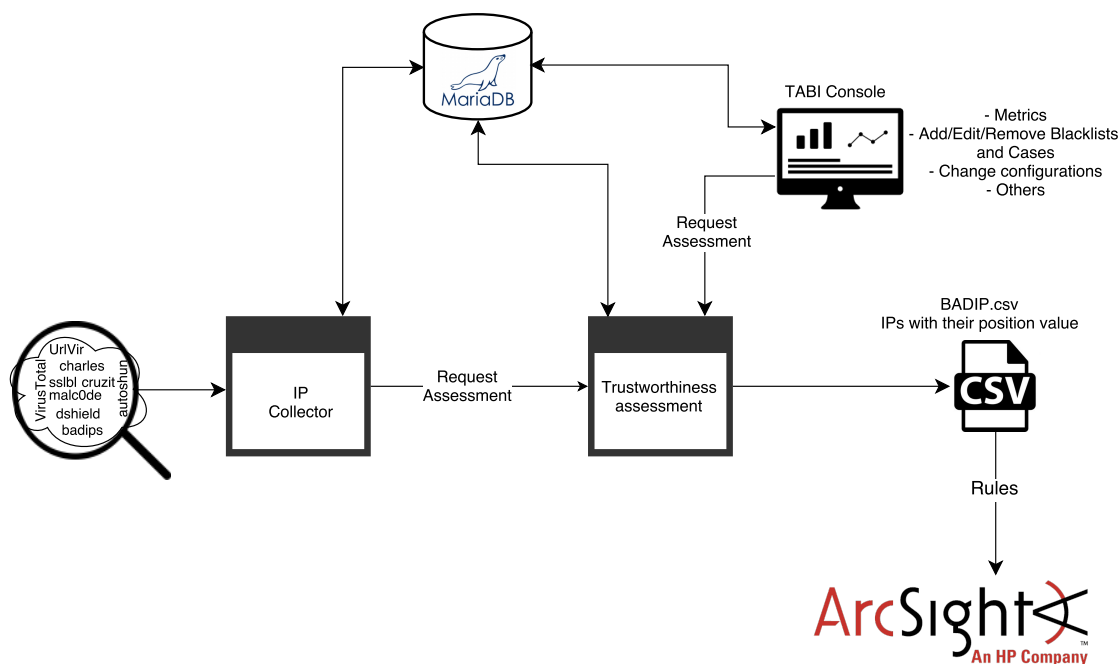 MariaDB
TABI Console
- Metrics
- Add/Edit/Remove Blacklists
and Cases
- Change configurations
- Others
Request
Assessment
BADIP.csv
IPs with their position value
CSV
UrlVir
charles
sslbl cruzit
malc0de
dshield
badips
VirusTotal
autoshun
IP
Collector
Request
Assessment
Trustworthiness
assessment
Rules
ArcSight
™
An HP Company